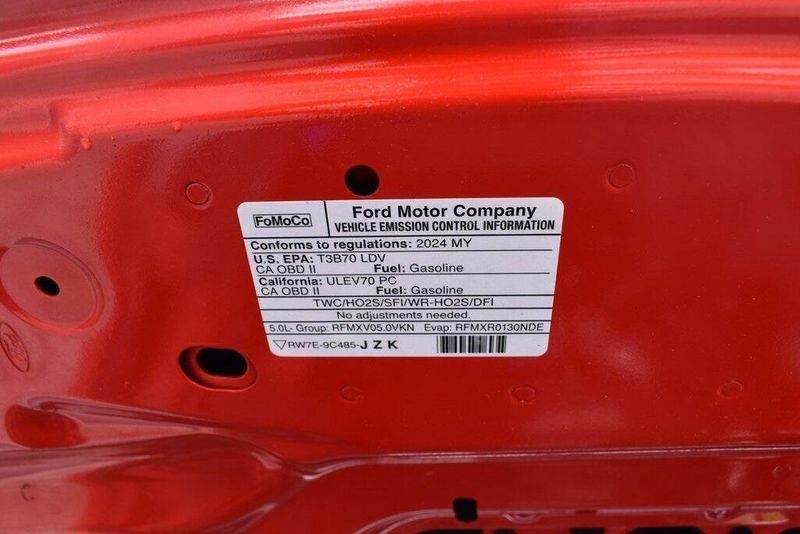 FoMoCo
Ford Motor Company
VEHICLE EMISSION CONTROL INFORMATION
Conforms to regulations: 2024 MY
U.S. EPA: T3B70 LDV
CA OBD II Fuel: Gasoline
California: ULEV70 PC
CA OBD II Fuel: Gasoline
TWC/HO2S/SFI/WR-HO2S/DFI
No adjustments needed.
5.0L- Group: RFMXV05.0VKN Evap: RFMXR0130NDE
RW7E-9C485-J Z K
Ford